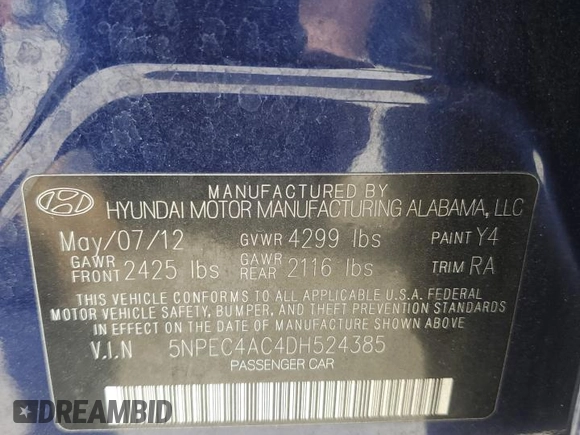 MANUFACTURED BY
HYUNDAI MOTOR MANUFACTURING ALABAMA, LLC
May/07/12 GVWR 4299 lbs PAINT Y4
GAWR FRONT 2425 lbs GAWR REAR 2116 lbs TRIM RA
THIS VEHICLE CONFORMS TO ALL APPLICABLE U.S.A. FEDERAL
MOTOR VEHICLE SAFETY, BUMPER, AND THEFT PREVENTION STANDARDS
IN EFFECT ON THE DATE OF MANUFACTURE SHOWN ABOVE.
V.I.N 5NPEC4AC4DH524385
PASSENGER CAR
DREAMBID